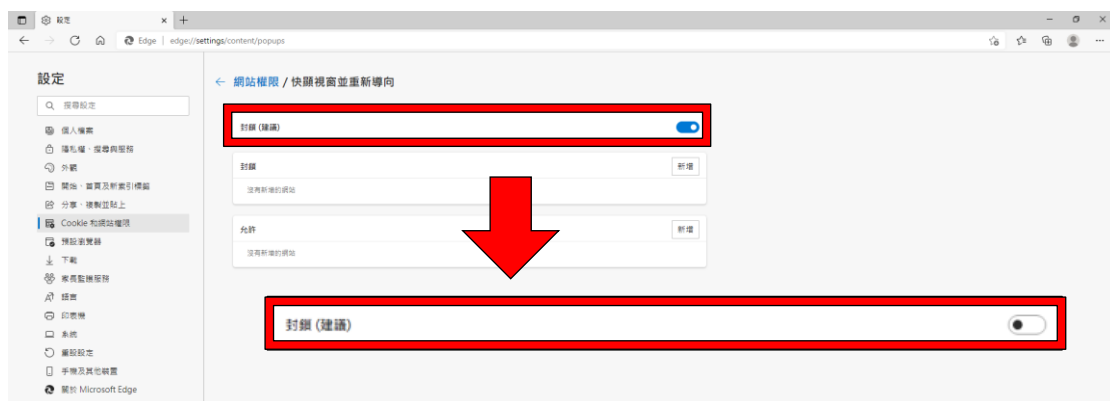 設定
Edge | edge://settings/content/popups
設定
搜尋設定
個人檔案
隱私權、搜尋與服務
外觀
開始、首頁及新索引標籤
分享、複製並貼上
Cookie 和網站權限
預設瀏覽器
下載
家長監護服務
語言
印表機
系統
重設設定
手機及其他裝置
關於 Microsoft Edge
網站權限 / 快顯視窗並重新導向
封鎖 (建議)
封鎖
新增
沒有新增的網站
允許
新增
沒有新增的網站
封鎖 (建議)